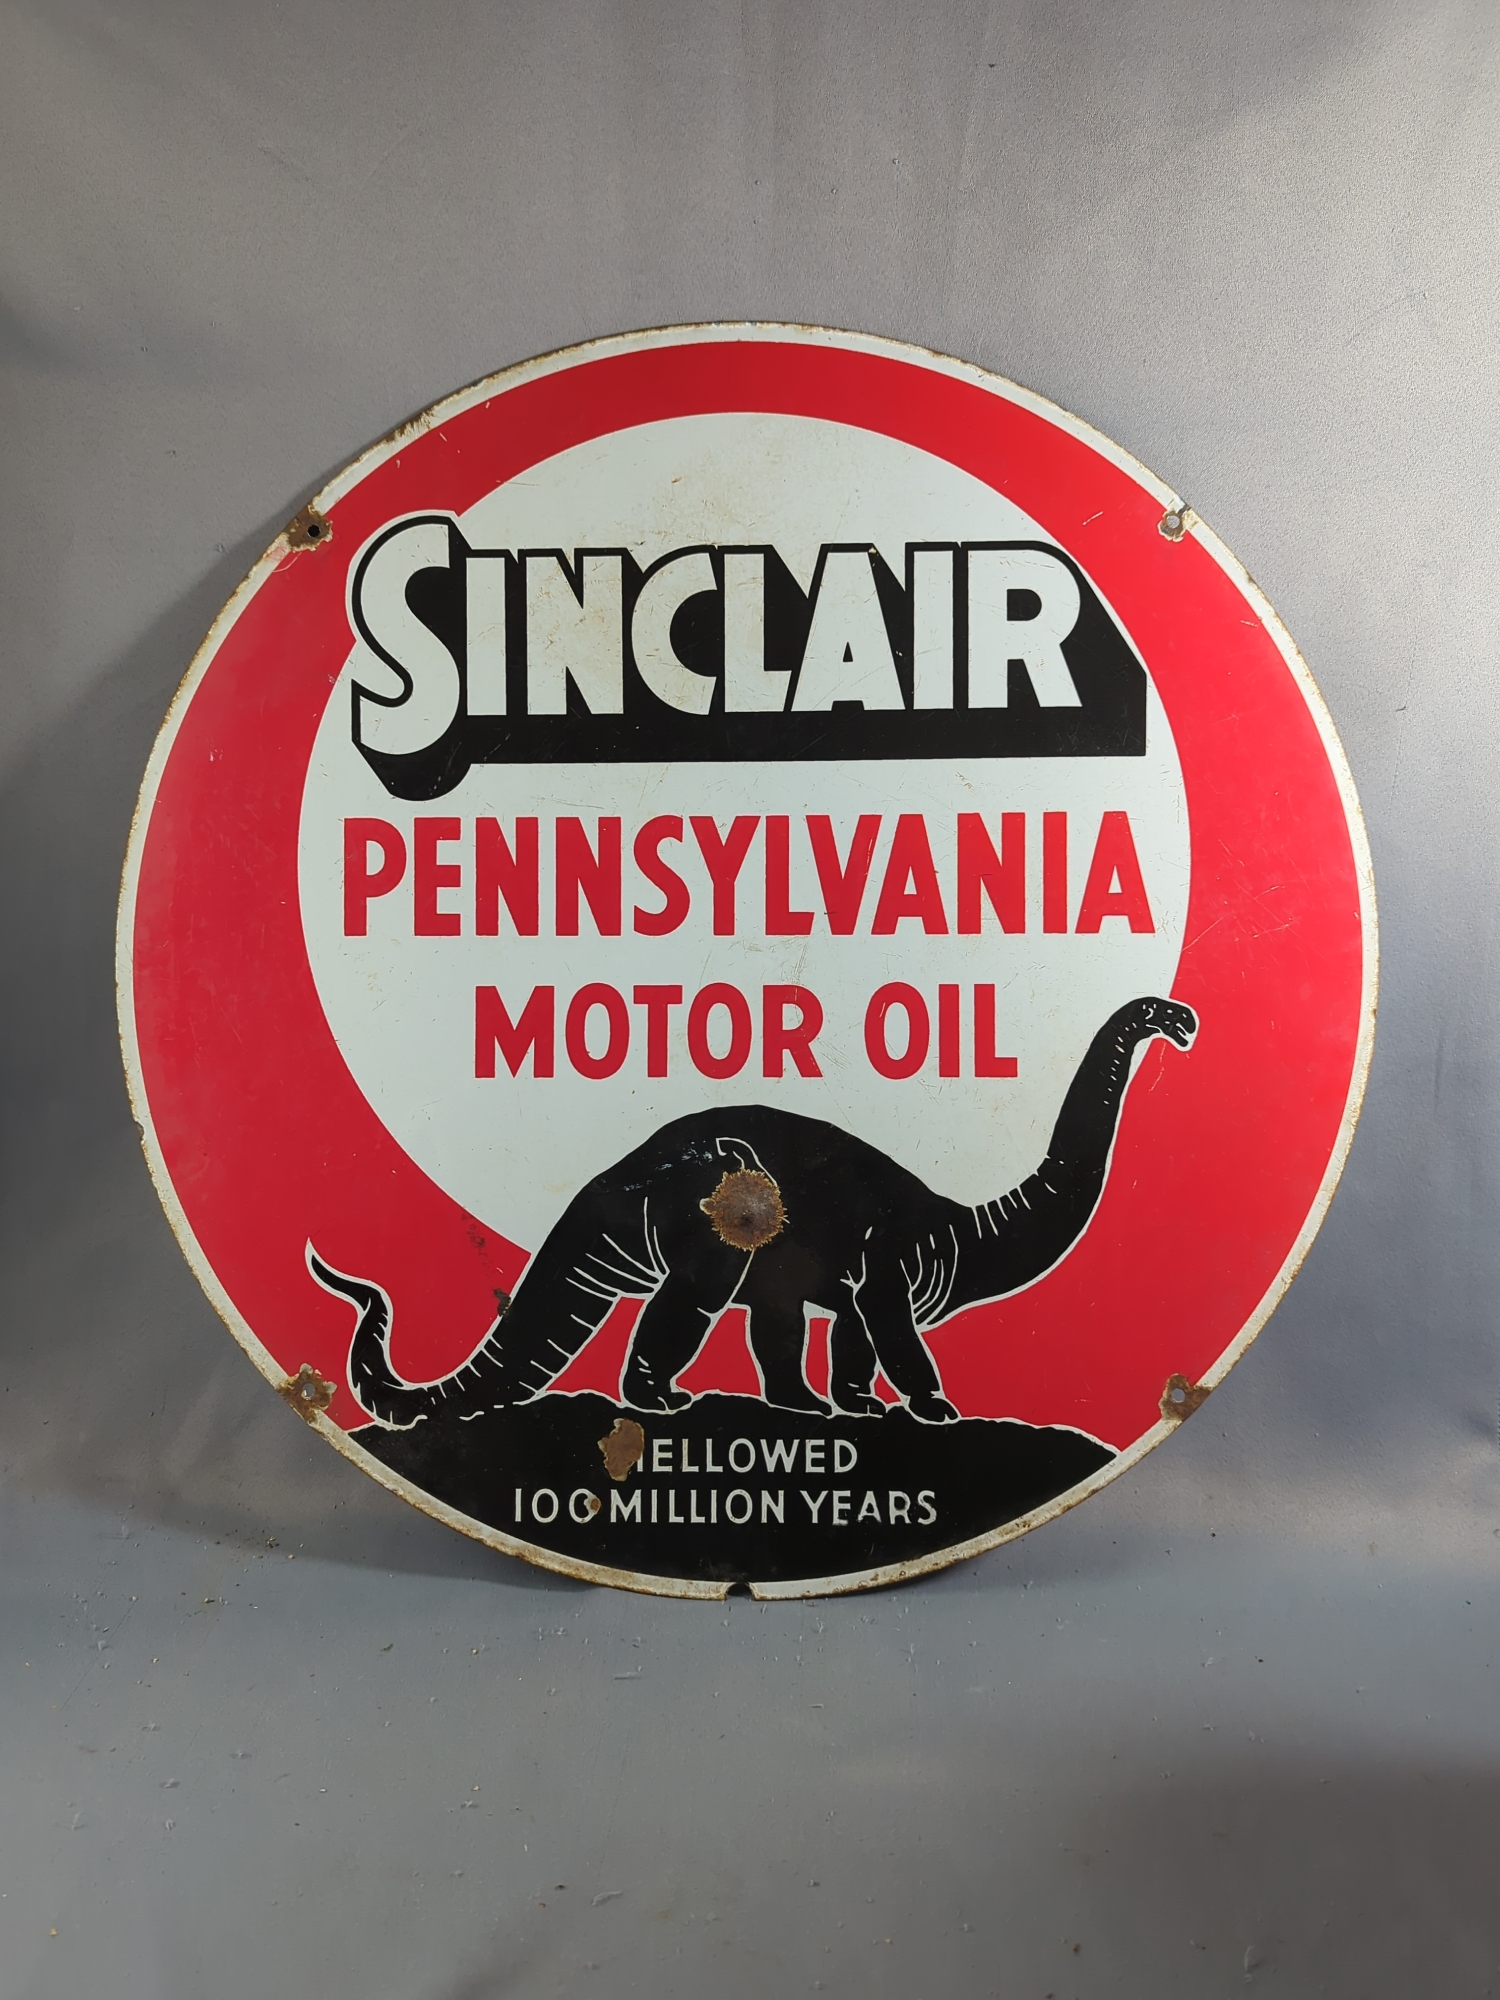 SINCLAIR
PENNSYLVANIA
MOTOR OIL
MELLOWED
100 MILLION YEARS